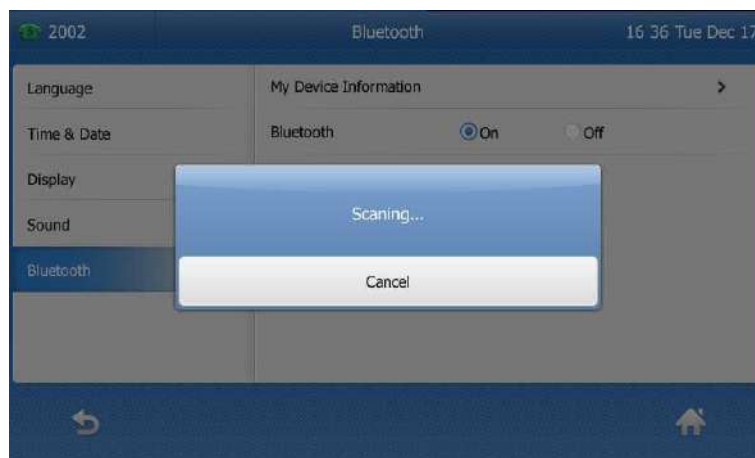 2002 Bluetooth 16 36 Tue Dec 17
Language
My Device Information
Time & Date
Bluetooth On Off
Display
Sound
Bluetooth
Scaning...
Cancel